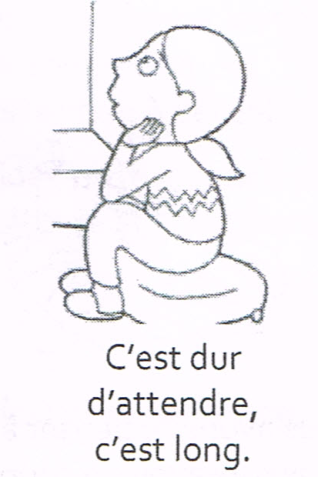 C'est dur
d'attendre,
c'est long.